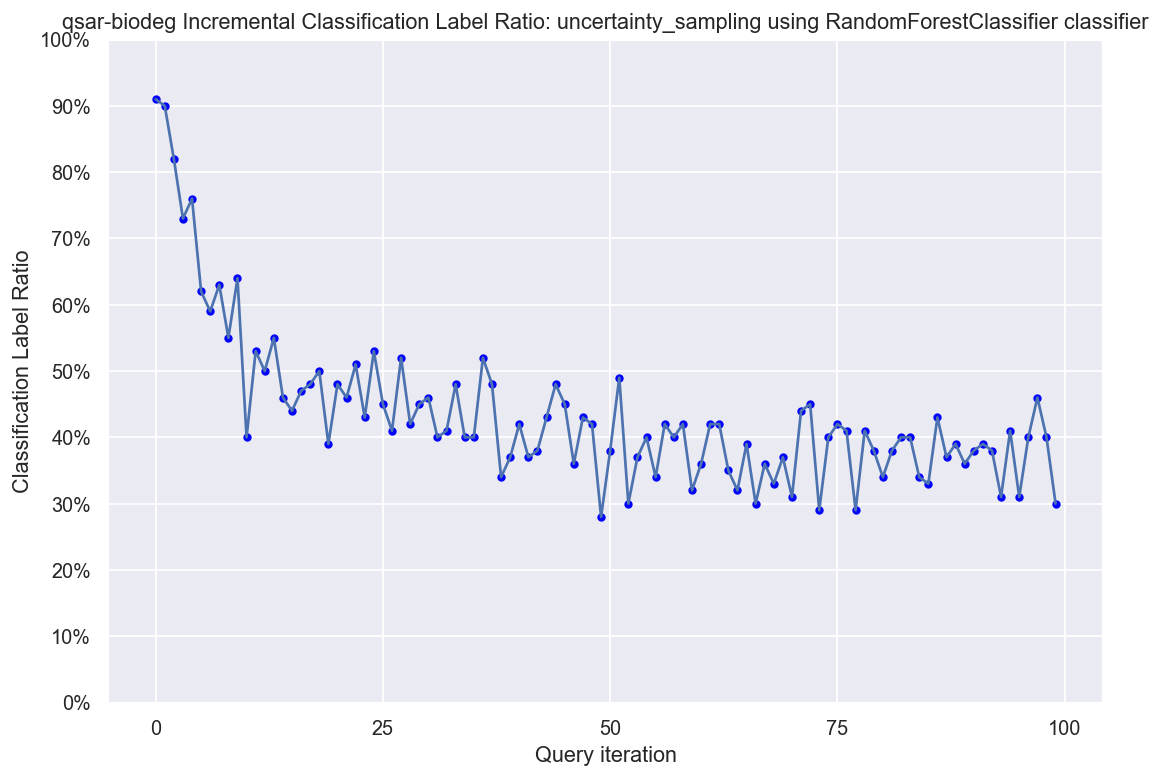 qsar-biodeg Incremental Classification Label Ratio: uncertainty_sampling using RandomForestClassifier classifier
100%
90%
80%
70%
60%
50%
40%
30%
20%
10%
0%
Classification Label Ratio
0 25 50 75 100
Query iteration